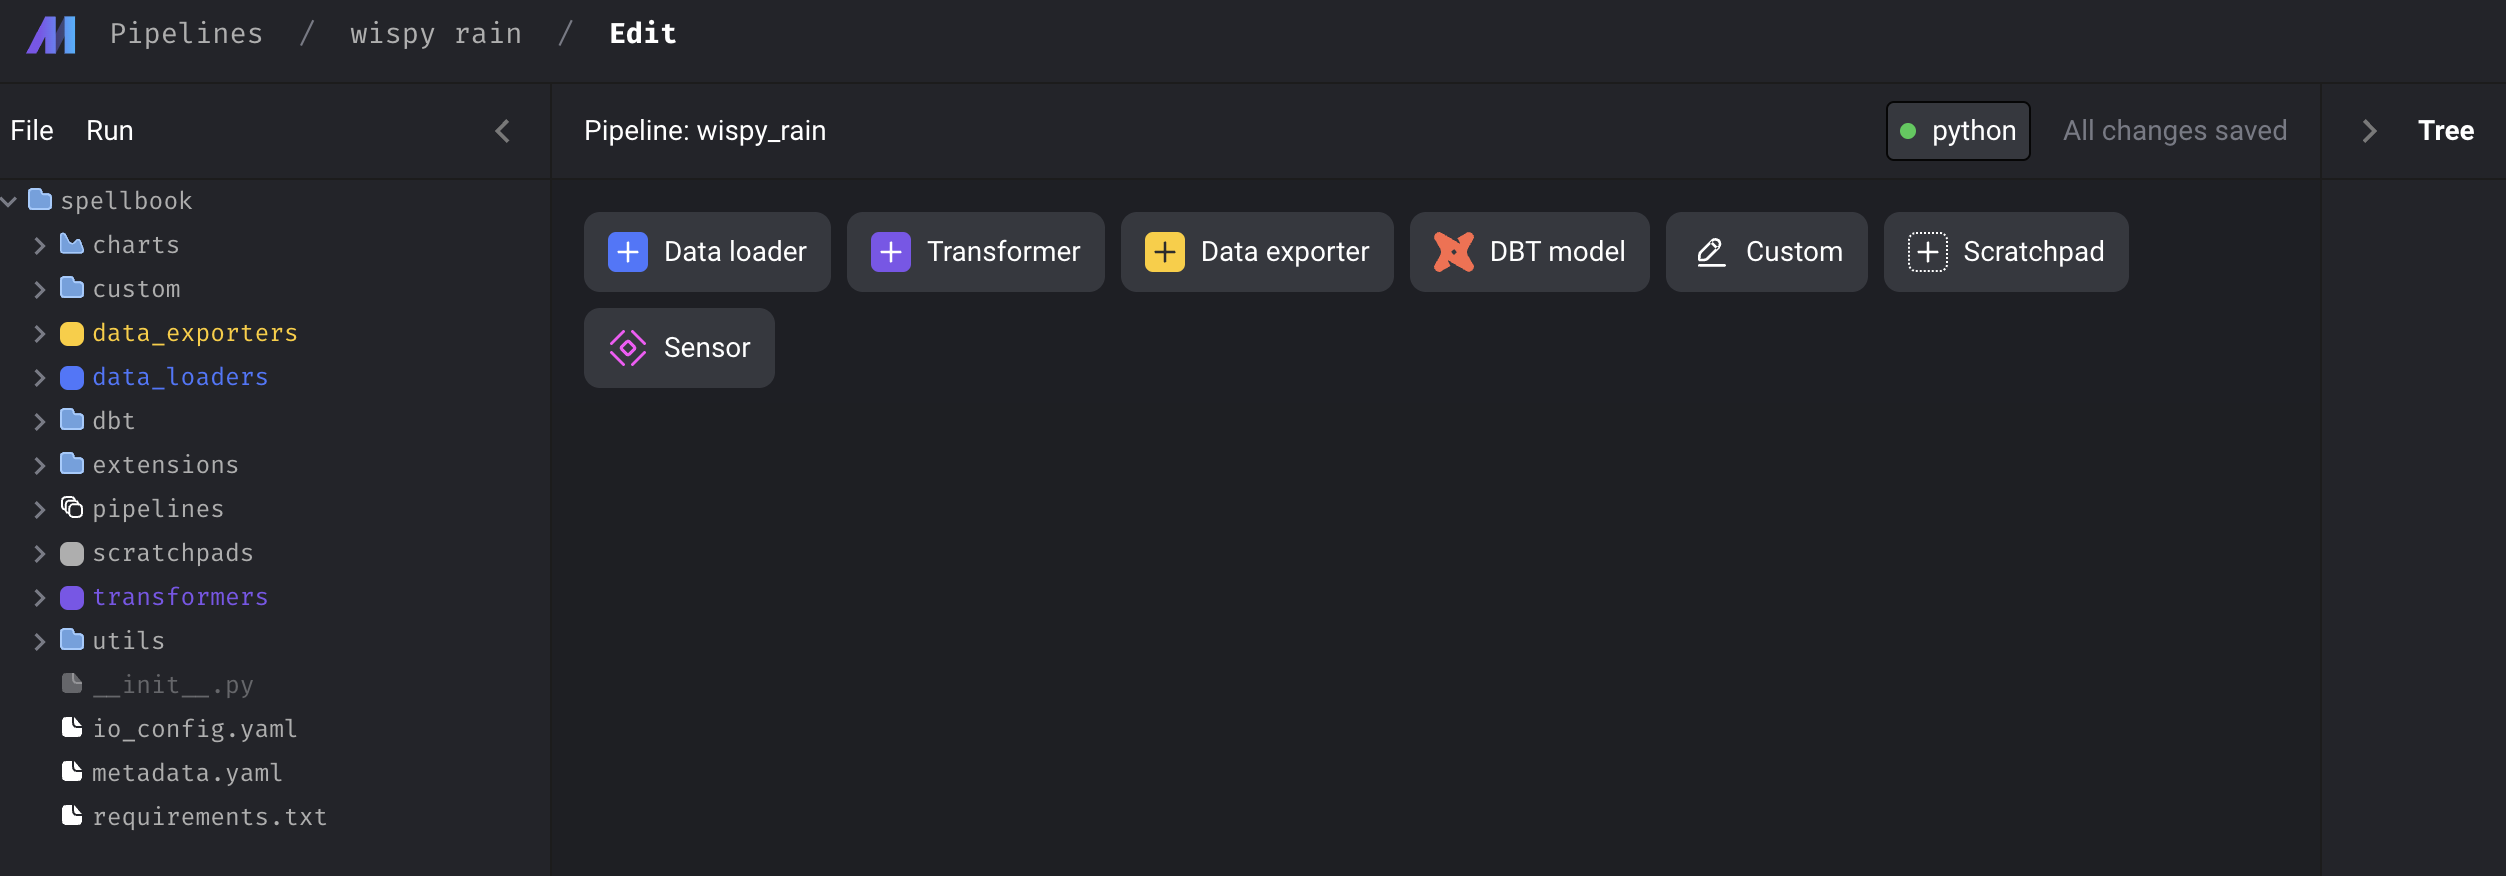 Pipelines / wispy rain / Edit
File Run
Pipeline: wispy_rain
python
All changes saved
Tree
spellbook
charts
custom
data_exporters
data_loaders
dbt
extensions
pipelines
scratchpads
transformers
utils
__init__.py
io_config.yaml
metadata.yaml
requirements.txt
Data loader
Transformer
Data exporter
DBT model
Custom
Scratchpad
Sensor